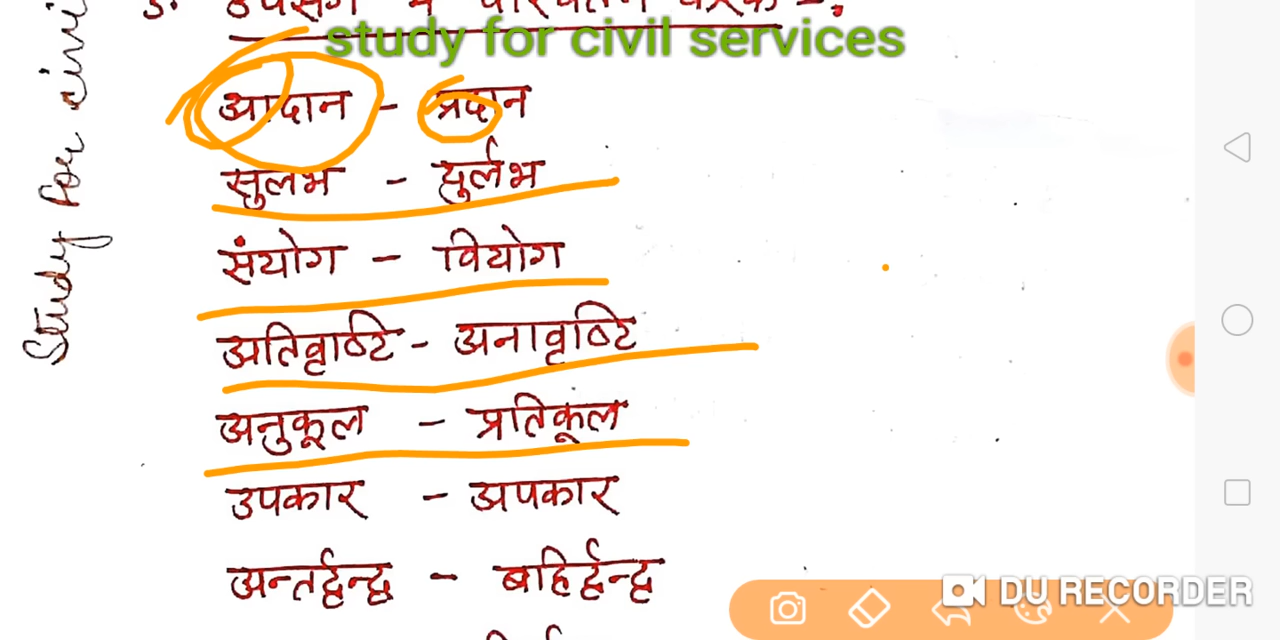 study for civil services
आदान - प्रदान
सुलभ - दुर्लभ
संयोग - वियोग
अतिवृष्टि - अनावृष्टि
अनुकूल - प्रतिकूल
उपकार - अपकार
अन्तर्द्वन्द्व - बहिर्द्वन्द्व
Study for civi
DU RECORDER